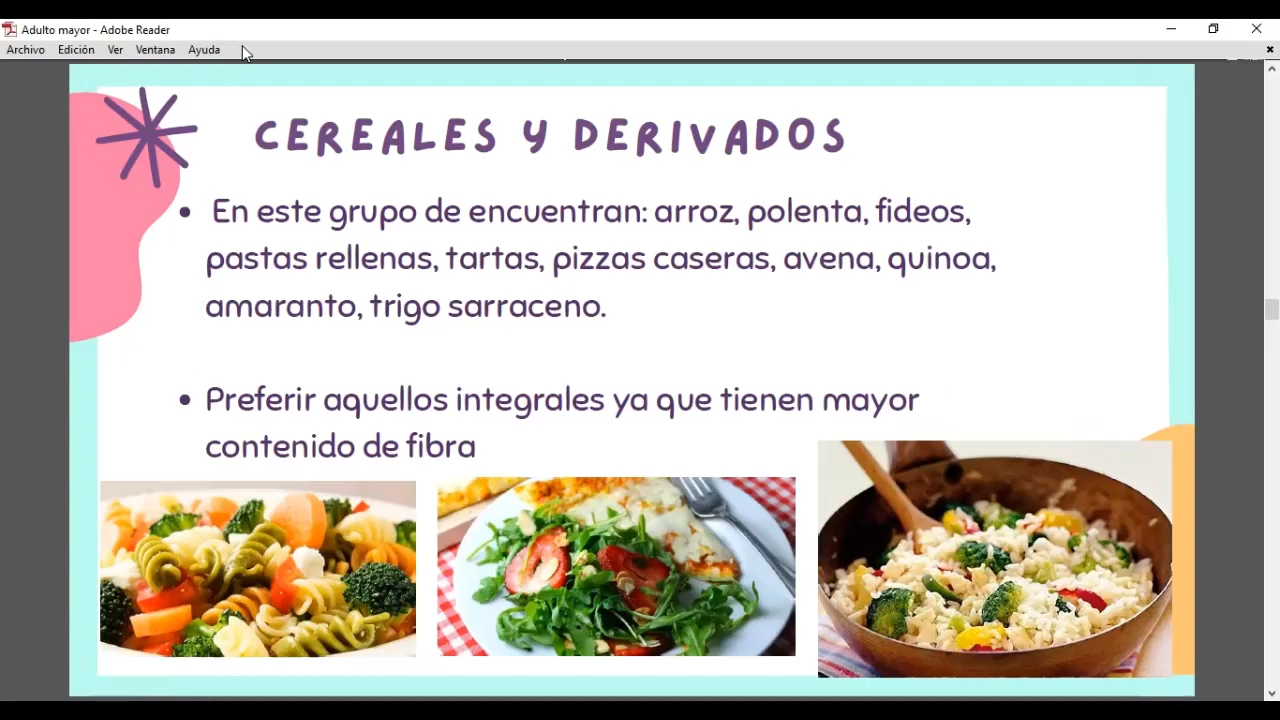 Adulto mayor - Adobe Reader
Archivo Edición Ver Ventana Ayuda
CEREALES Y DERIVADOS
• En este grupo de encuentran: arroz, polenta, fideos,
pastas rellenas, tartas, pizzas caseras, avena, quinoa,
amaranto, trigo sarraceno.
• Preferir aquellos integrales ya que tienen mayor
contenido de fibra